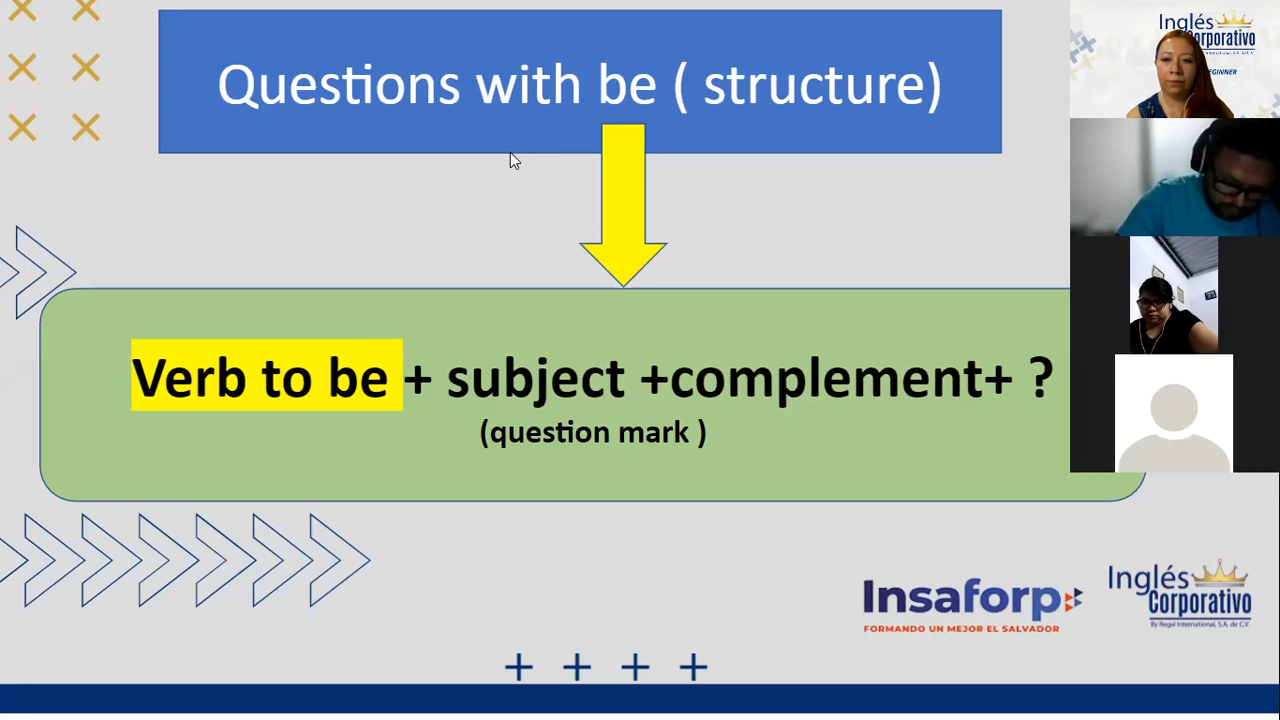 Questions with be ( structure)
Verb to be + subject +complement+ ?
(question mark )
Insaforp
FORMANDO UN MEJOR EL SALVADOR
Inglés
Corporativo
By Regal International, S.A. de C.V.
Inglés
Corporativo